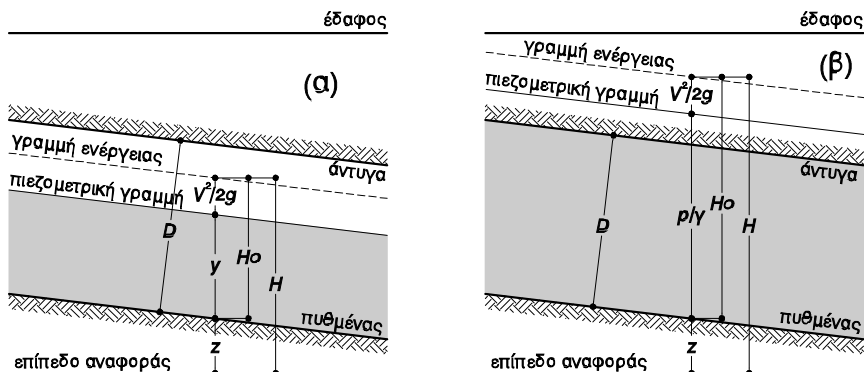 έδαφος
(α)
γραμμή ενέργειας
άντυγα
πιεζομετρική γραμμή
V²/2g
D
y
Ho
H
πυθμένας
z
επίπεδο αναφοράς
έδαφος
γραμμή ενέργειας
(β)
πιεζομετρική γραμμή
V²/2g
άντυγα
D
p/γ
Ho
H
πυθμένας
z
επίπεδο αναφοράς